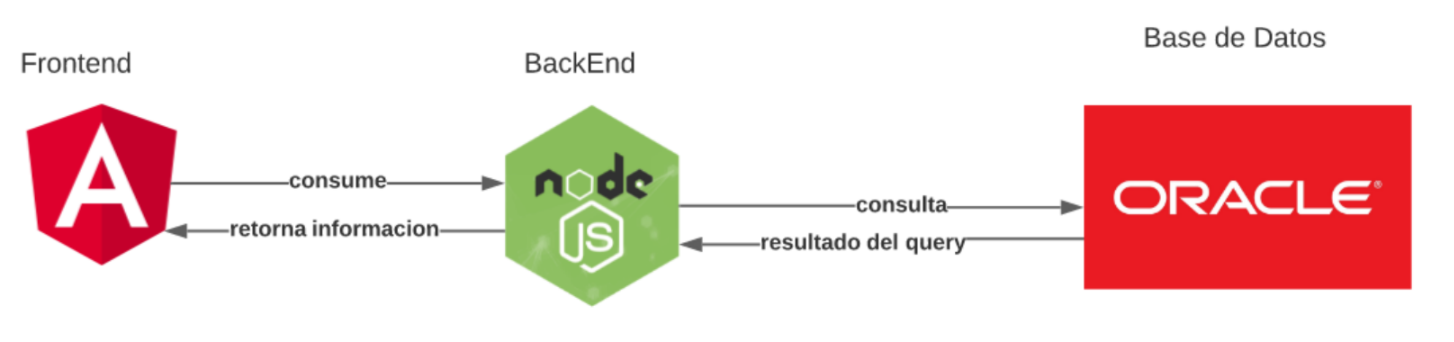 Base de Datos
Frontend
BackEnd
A
node
JS
consume
retorna informacion
consulta
resultado del query
ORACLE®